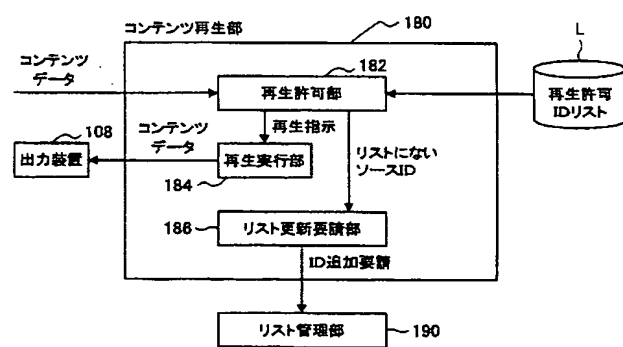 コンテンツ再生部
180
コンテンツ
データ
182
再生許可部
L
再生許可
IDリスト
108
コンテンツ
データ
再生指示
出力装置
再生実行部
184
リストにない
ソースID
186
リスト更新要請部
ID追加要請
リスト管理部
190